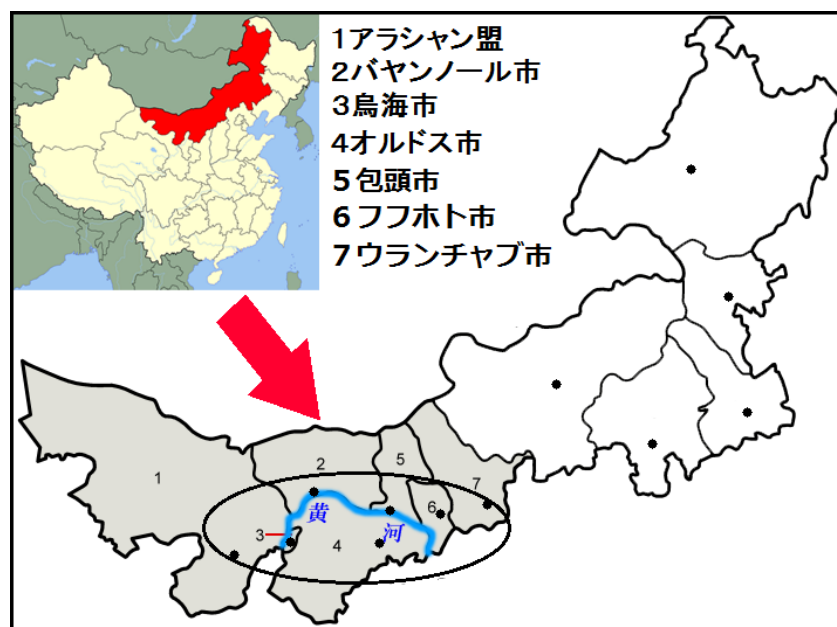 1アラシャン盟
2バヤンノール市
3烏海市
4オルドス市
5包頭市
6フフホト市
7ウランチャブ市
1
2
5
7
6
黄
河
3
4